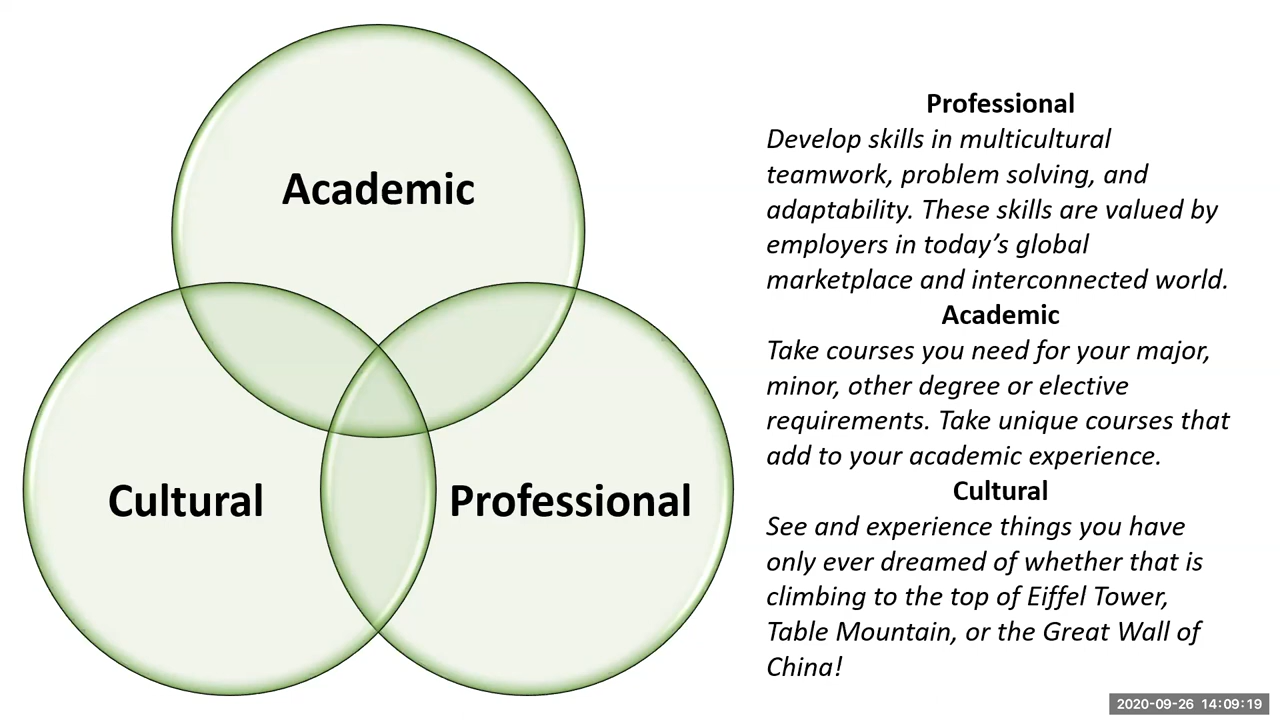 Academic
Cultural
Professional
Professional
Develop skills in multicultural
teamwork, problem solving, and
adaptability. These skills are valued by
employers in today’s global
marketplace and interconnected world.
Academic
Take courses you need for your major,
minor, other degree or elective
requirements. Take unique courses that
add to your academic experience.
Cultural
See and experience things you have
only ever dreamed of whether that is
climbing to the top of Eiffel Tower,
Table Mountain, or the Great Wall of
China!
2020-09-26 14:09:19